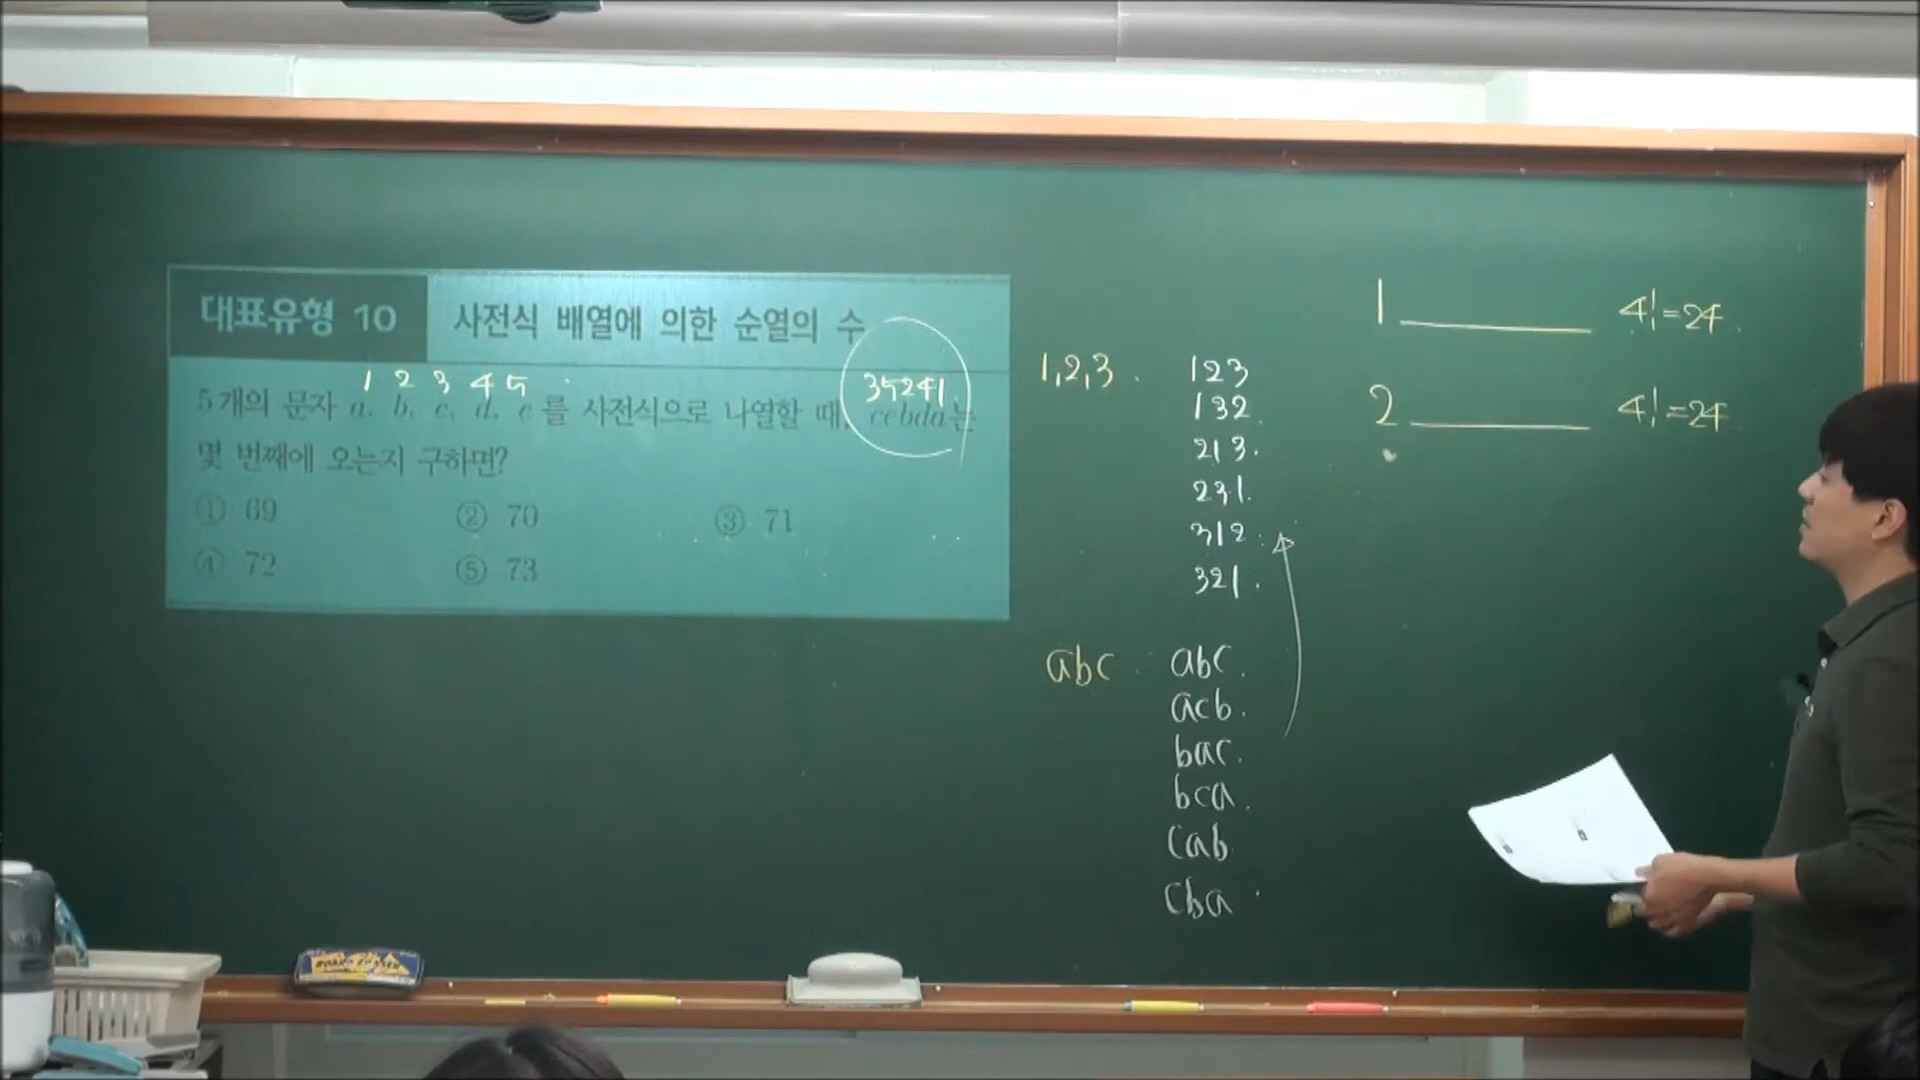 대표유형 10 사전식 배열에 의한 순열의 수
1 2 3 4 5 35241
5개의 문자 a, b, c, d, e를 사전식으로 나열할 때, cebda는
몇 번째에 오는지 구하면?
① 69 ② 70 ③ 71
④ 72 ⑤ 73
1,2,3. 123
132
213.
231.
312.
321.
abc abc.
acb.
bac.
bca.
cab
cba
1 4!=24.
2 4!=24